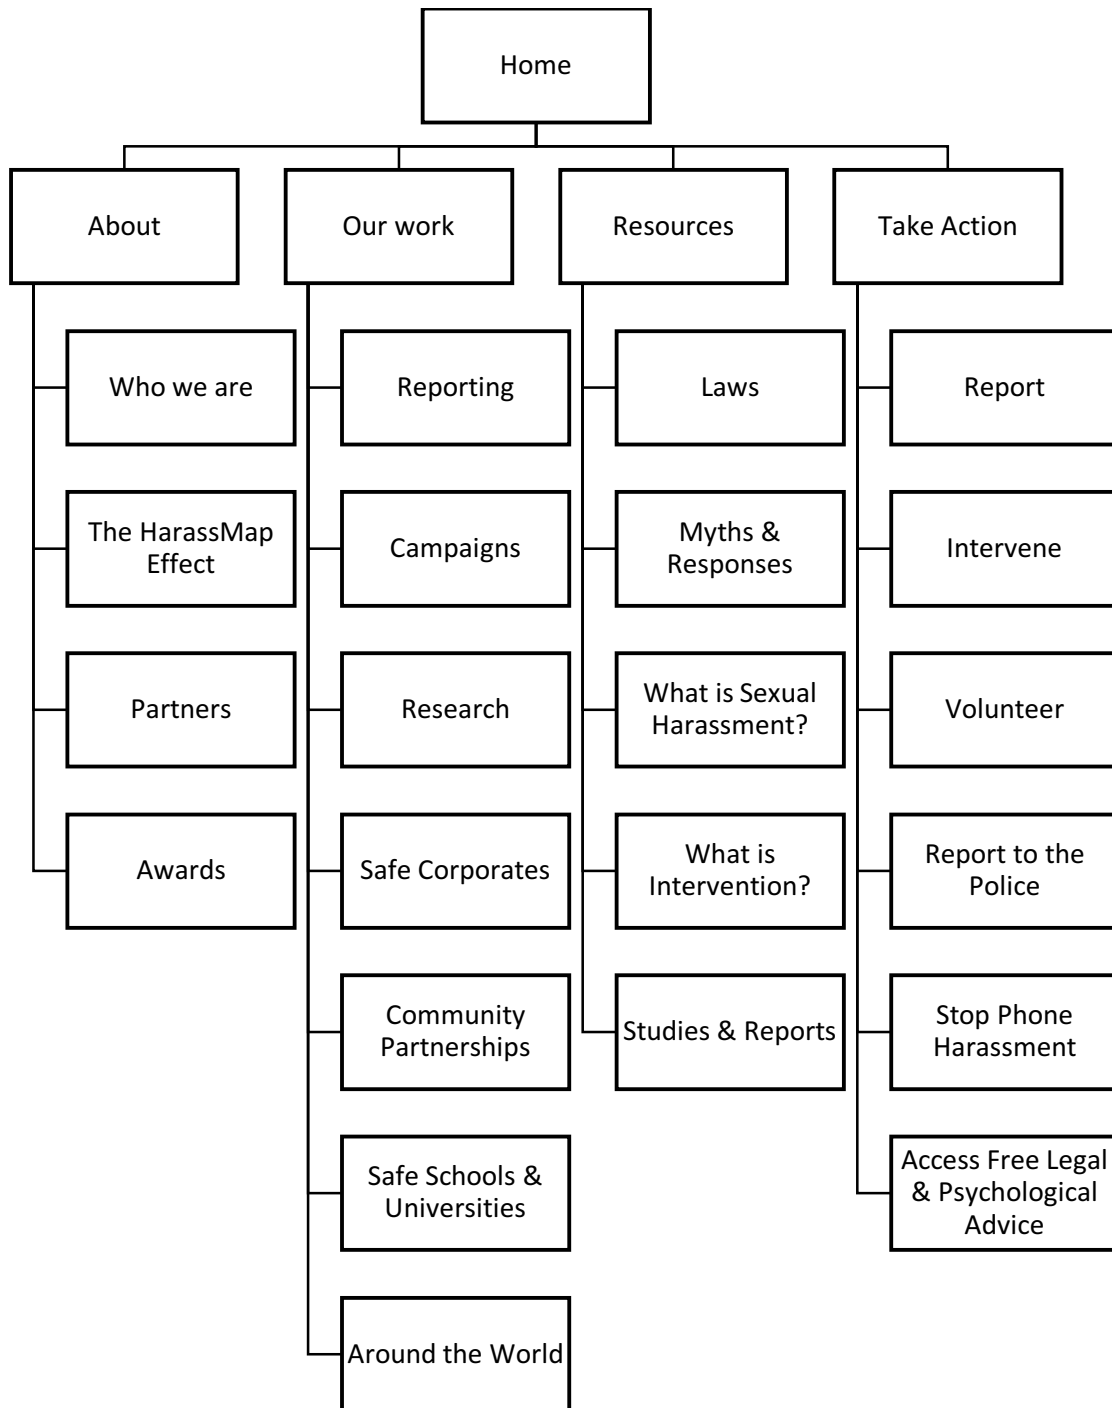 Home
About
Our work
Resources
Take Action
Who we are
Reporting
Laws
Report
The HarassMap
Effect
Campaigns
Myths &
Responses
Intervene
Partners
Research
What is Sexual
Harassment?
Volunteer
Awards
Safe Corporates
What is
Intervention?
Report to the
Police
Community
Partnerships
Studies & Reports
Stop Phone
Harassment
Safe Schools &
Universities
Access Free Legal
& Psychological
Advice
Around the World